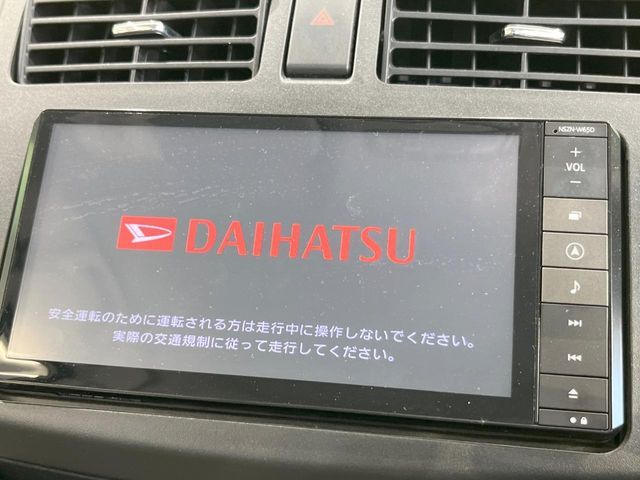 NSZN-W65D
+
VOL
−
DAIHATSU
安全運転のために運転される方は走行中に操作しないでください。
実際の交通規制に従って走行してください。